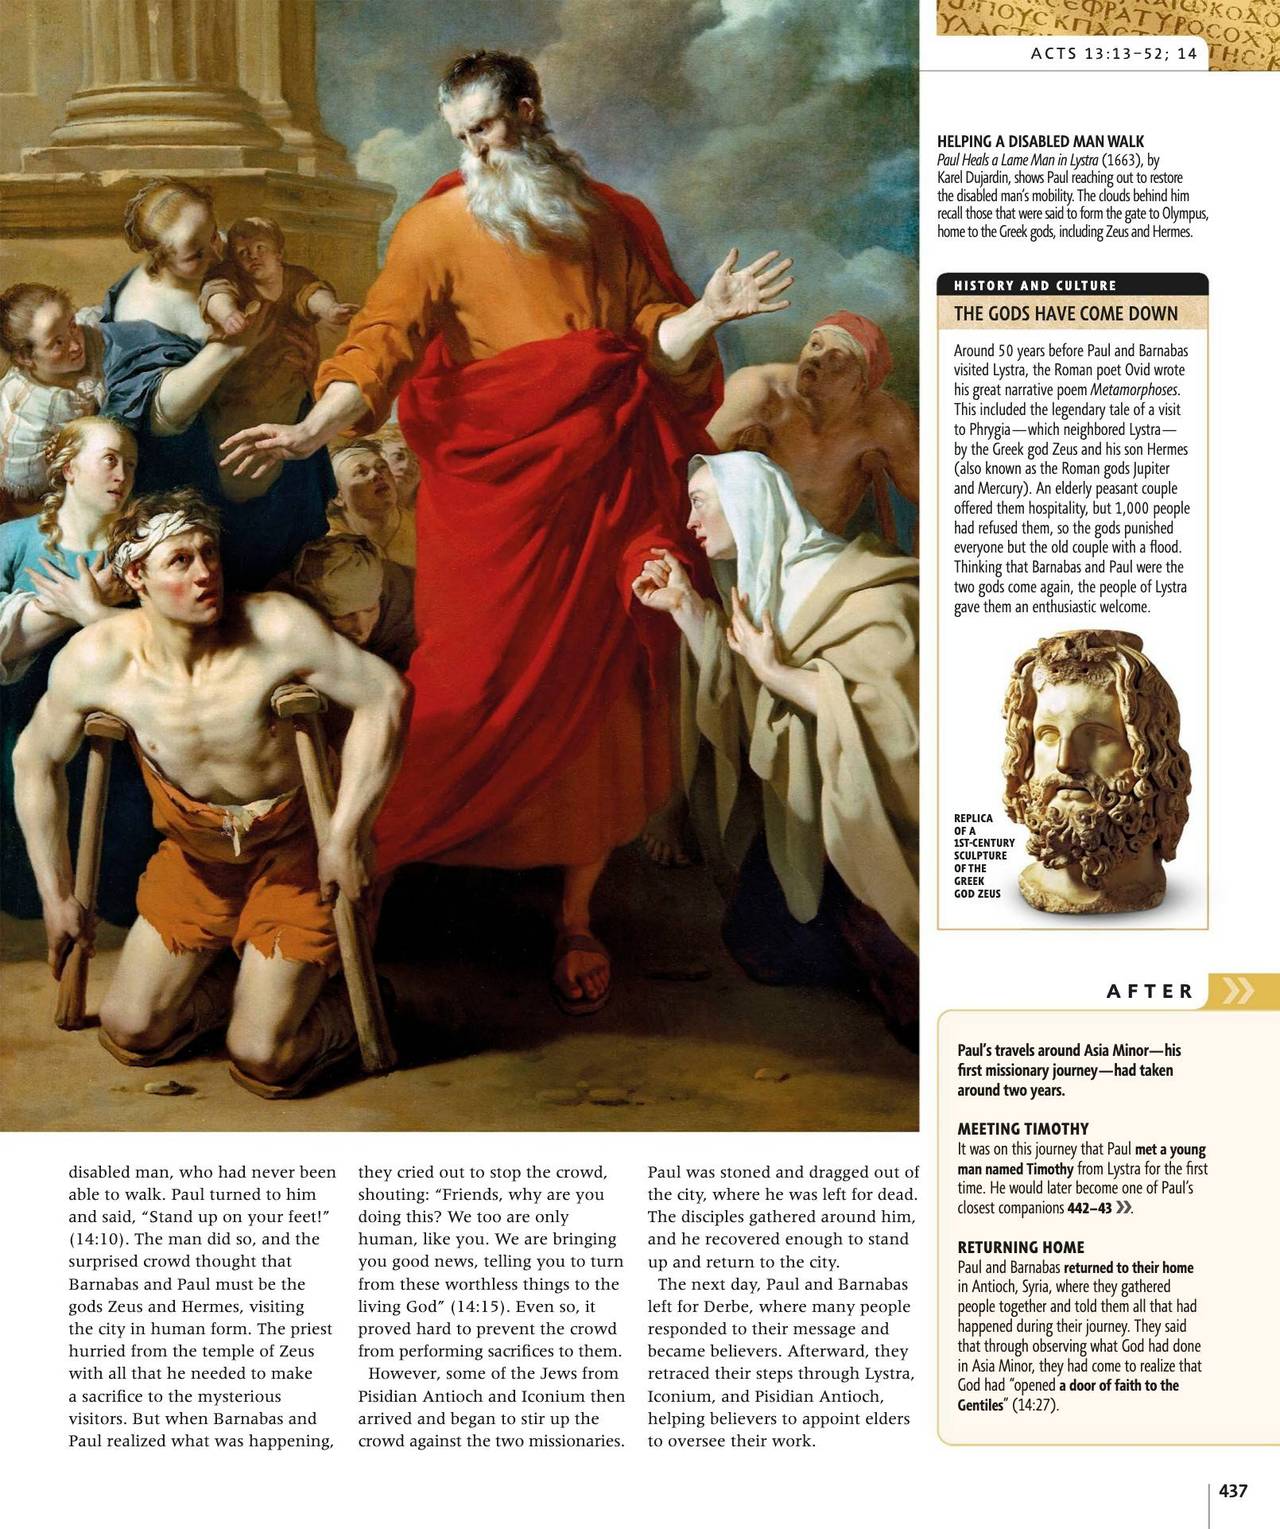 ACTS 13:13–52; 14
HELPING A DISABLED MAN WALK
Paul Heals a Lame Man in Lystra (1663), by
Karel Dujardin, shows Paul reaching out to restore
the disabled man's mobility. The clouds behind him
recall those that were said to form the gate to Olympus,
home to the Greek gods, including Zeus and Hermes.
HISTORY AND CULTURE
THE GODS HAVE COME DOWN
Around 50 years before Paul and Barnabas
visited Lystra, the Roman poet Ovid wrote
his great narrative poem Metamorphoses.
This included the legendary tale of a visit
to Phrygia—which neighbored Lystra—
by the Greek god Zeus and his son Hermes
(also known as the Roman gods Jupiter
and Mercury). An elderly peasant couple
offered them hospitality, but 1,000 people
had refused them, so the gods punished
everyone but the old couple with a flood.
Thinking that Barnabas and Paul were the
two gods come again, the people of Lystra
gave them an enthusiastic welcome.
REPLICA
OF A
1ST-CENTURY
SCULPTURE
OF THE
GREEK
GOD ZEUS
AFTER
Paul's travels around Asia Minor—his
first missionary journey—had taken
around two years.
MEETING TIMOTHY
It was on this journey that Paul met a young
man named Timothy from Lystra for the first
time. He would later become one of Paul's
closest companions 442–43 ».
RETURNING HOME
Paul and Barnabas returned to their home
in Antioch, Syria, where they gathered
people together and told them all that had
happened during their journey. They said
that through observing what God had done
in Asia Minor, they had come to realize that
God had "opened a door of faith to the
Gentiles" (14:27).
disabled man, who had never been
able to walk. Paul turned to him
and said, "Stand up on your feet!"
(14:10). The man did so, and the
surprised crowd thought that
Barnabas and Paul must be the
gods Zeus and Hermes, visiting
the city in human form. The priest
hurried from the temple of Zeus
with all that he needed to make
a sacrifice to the mysterious
visitors. But when Barnabas and
Paul realized what was happening,
they cried out to stop the crowd,
shouting: "Friends, why are you
doing this? We too are only
human, like you. We are bringing
you good news, telling you to turn
from these worthless things to the
living God" (14:15). Even so, it
proved hard to prevent the crowd
from performing sacrifices to them.
However, some of the Jews from
Pisidian Antioch and Iconium then
arrived and began to stir up the
crowd against the two missionaries.
Paul was stoned and dragged out of
the city, where he was left for dead.
The disciples gathered around him,
and he recovered enough to stand
up and return to the city.
The next day, Paul and Barnabas
left for Derbe, where many people
responded to their message and
became believers. Afterward, they
retraced their steps through Lystra,
Iconium, and Pisidian Antioch,
helping believers to appoint elders
to oversee their work.
437